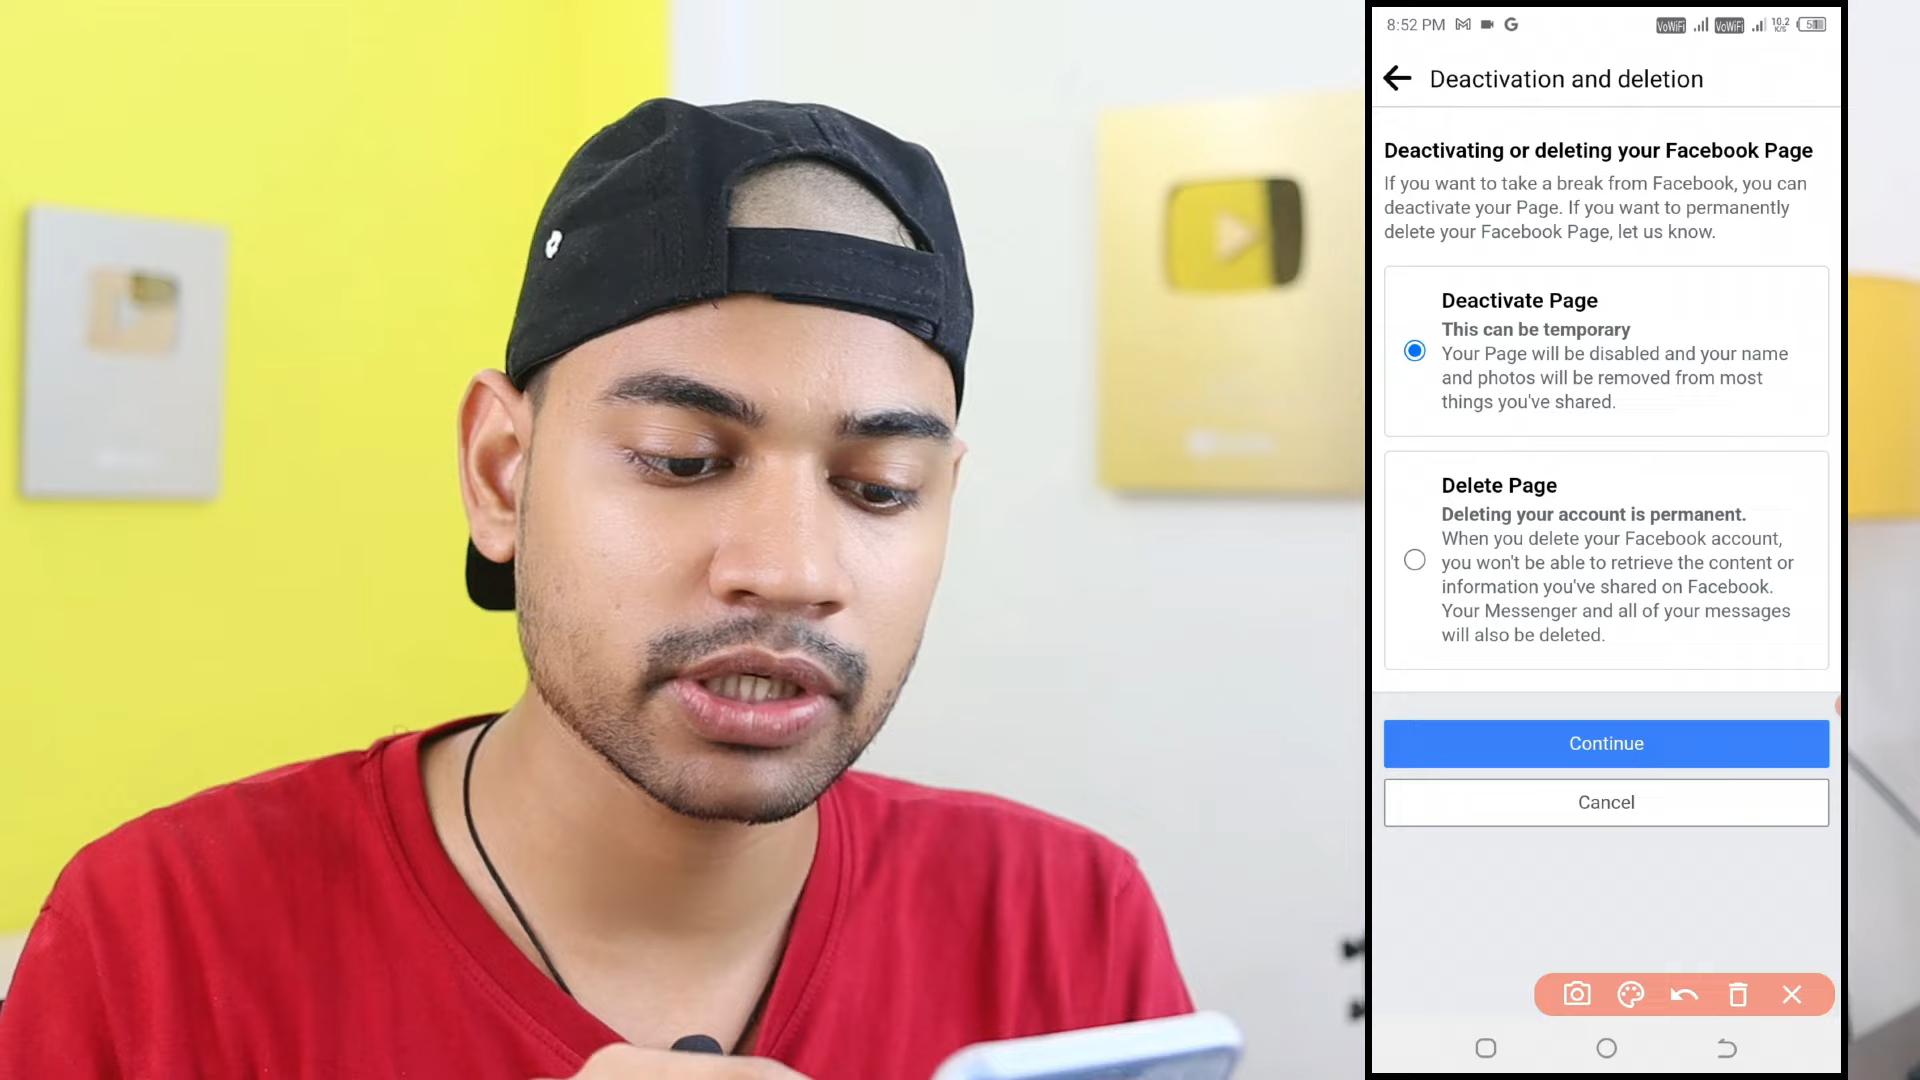 8:52 PM
VoWiFi VoWiFi 10.2 K/S
Deactivation and deletion
Deactivating or deleting your Facebook Page
If you want to take a break from Facebook, you can
deactivate your Page. If you want to permanently
delete your Facebook Page, let us know.
Deactivate Page
This can be temporary
Your Page will be disabled and your name
and photos will be removed from most
things you've shared.
Delete Page
Deleting your account is permanent.
When you delete your Facebook account,
you won't be able to retrieve the content or
information you've shared on Facebook.
Your Messenger and all of your messages
will also be deleted.
Continue
Cancel